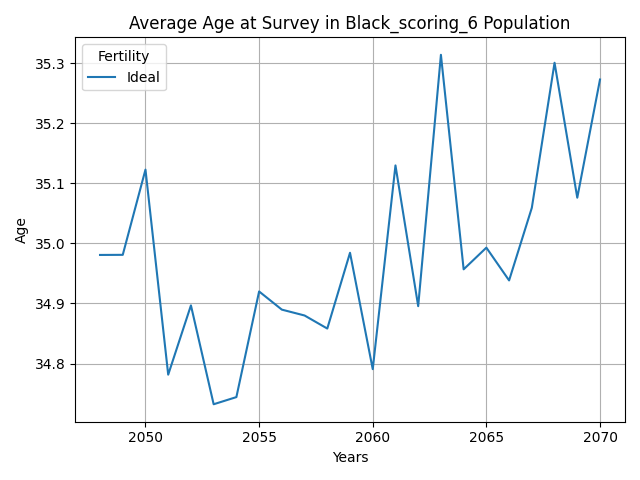 Average Age at Survey in Black_scoring_6 Population
Fertility
Ideal
35.3
35.2
35.1
35.0
34.9
34.8
Age
2050 2055 2060 2065 2070
Years